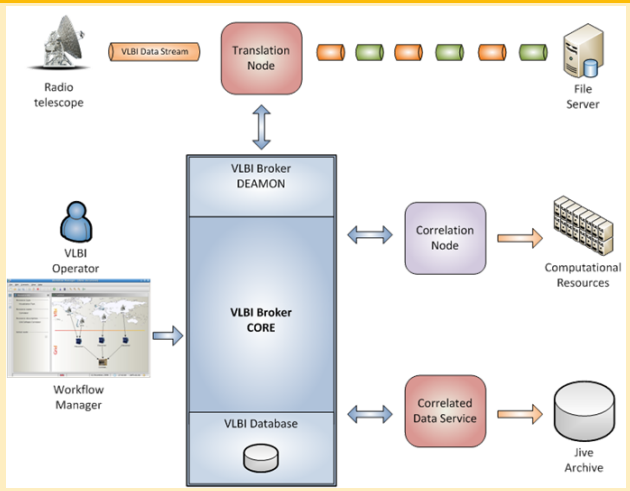 VLBI Data Stream
Translation
Node
Radio
telescope
File
Server
VLBI Broker
DEAMON
VLBI
Operator
Correlation
Node
Computational
Resources
VLBI Broker
CORE
Workflow
Manager
VLBI Database
Correlated
Data Service
Jive
Archive